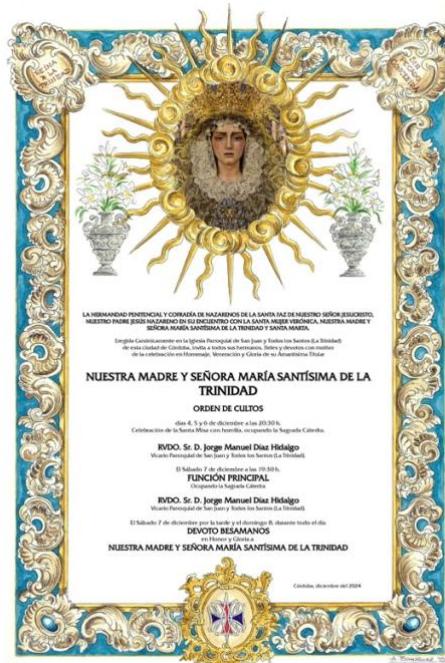 LA HERMANDAD PENITENCIAL Y COFRADÍA DE NAZARENOS DE LA SANTA FAZ DE NUESTRO SEÑOR JESUCRISTO,
NUESTRO PADRE JESÚS NAZARENO EN SU ENCUENTRO CON LA SANTA MUJER VERÓNICA, NUESTRA MADRE Y
SEÑORA MARÍA SANTÍSIMA DE LA TRINIDAD Y SANTA MARTA.
Eregida Canónicamente en la Iglesia Parroquial de San Juan y Todos los Santos (La Trinidad)
de esta ciudad de Córdoba, invita a todos sus hermanos, fieles y devotos con motivo
de la celebración en Homenaje, Veneración y Gloria de su Amantísima Titular
NUESTRA MADRE Y SEÑORA MARÍA SANTÍSIMA DE LA
TRINIDAD
ORDEN DE CULTOS
días 4, 5 y 6 de diciembre a las 20:30 h.
Celebración de la Santa Misa con homilía, ocupando la Sagrada Cátedra.
RVDO. Sr. D. Jorge Manuel Díaz Hidalgo
Vicario Parroquial de San Juan y Todos los Santos (La Trinidad).
El Sábado 7 de diciembre a las 19:30 h.
FUNCIÓN PRINCIPAL
Ocupando la Sagrada Cátedra
RVDO. Sr. D. Jorge Manuel Díaz Hidalgo
Vicario Parroquial de San Juan y Todos los Santos (La Trinidad).
El Sábado 7 de diciembre por la tarde y el domingo 8, durante todo el día
DEVOTO BESAMANOS
en Honor y Gloria a
NUESTRA MADRE Y SEÑORA MARÍA SANTÍSIMA DE LA TRINIDAD
Córdoba, diciembre del 2024